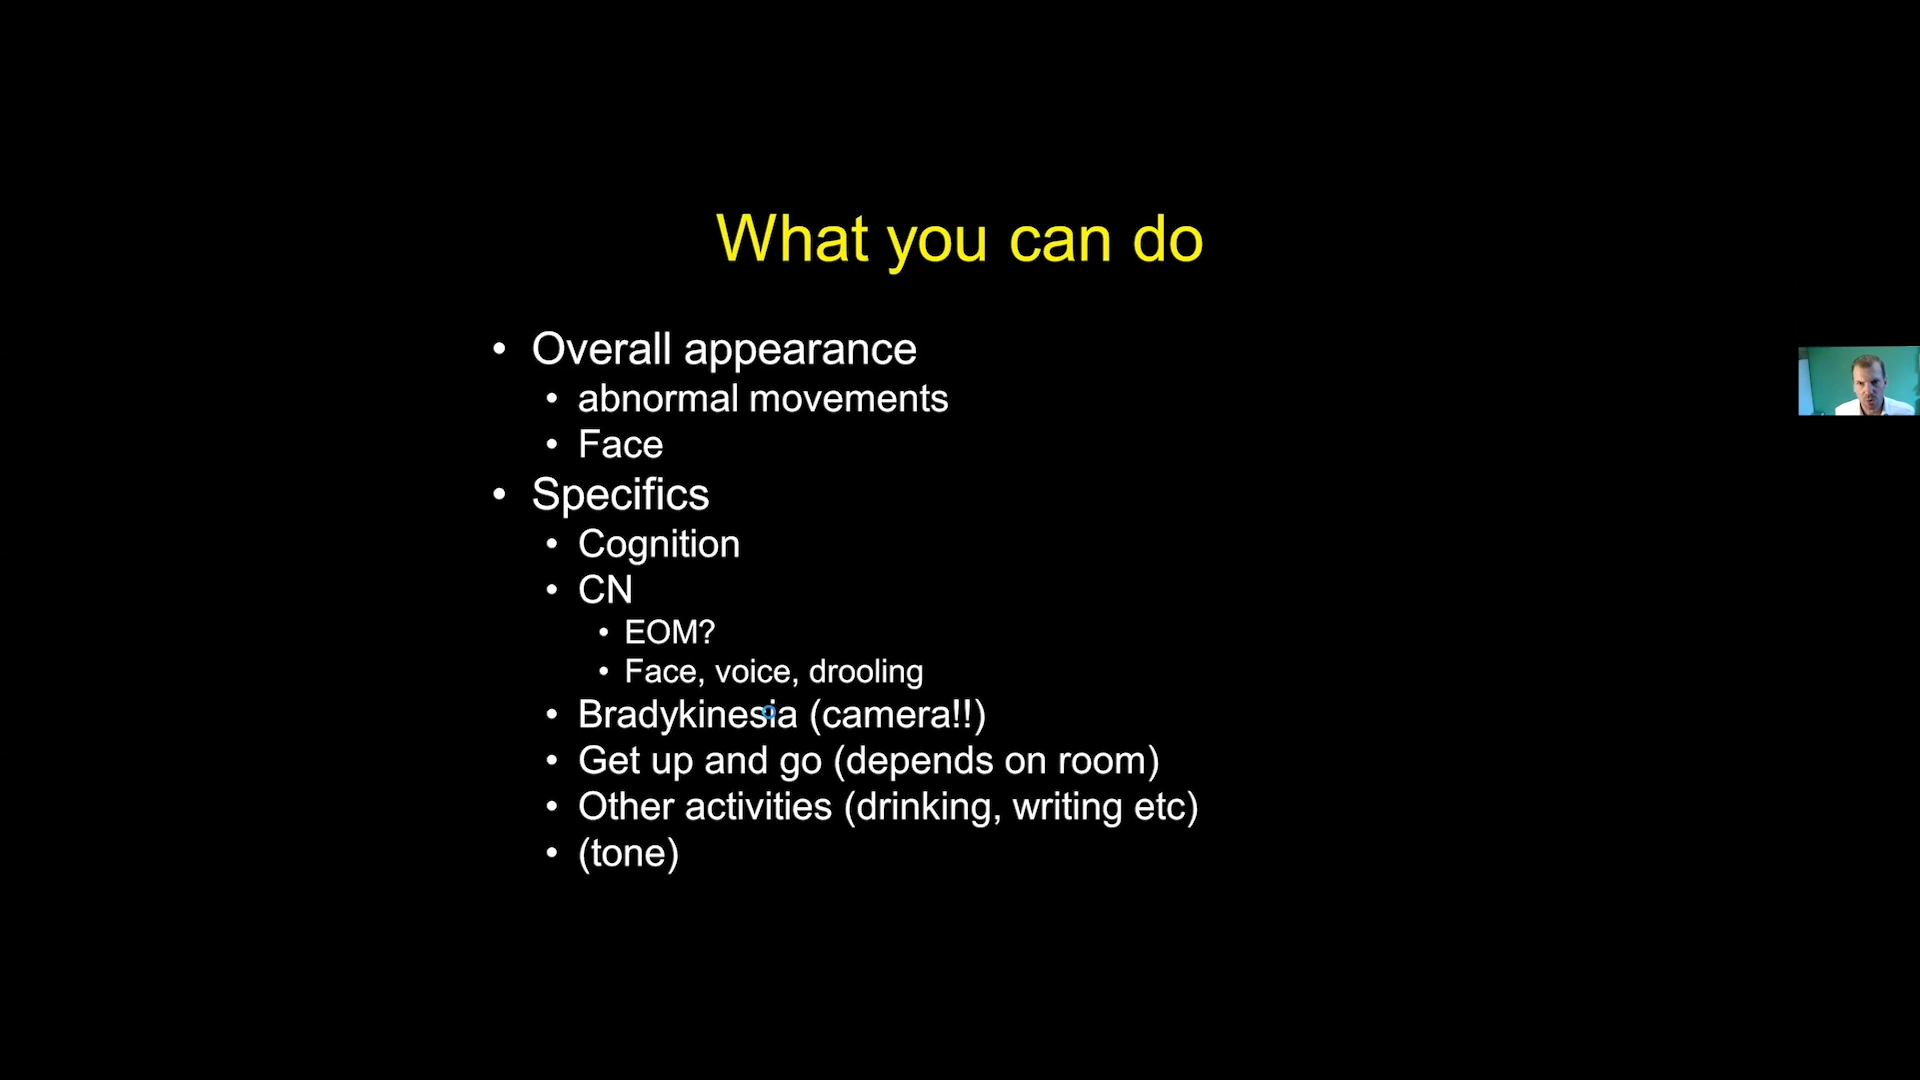 What you can do
• Overall appearance
• abnormal movements
• Face
• Specifics
• Cognition
• CN
• EOM?
• Face, voice, drooling
• Bradykinesia (camera!!)
• Get up and go (depends on room)
• Other activities (drinking, writing etc)
• (tone)